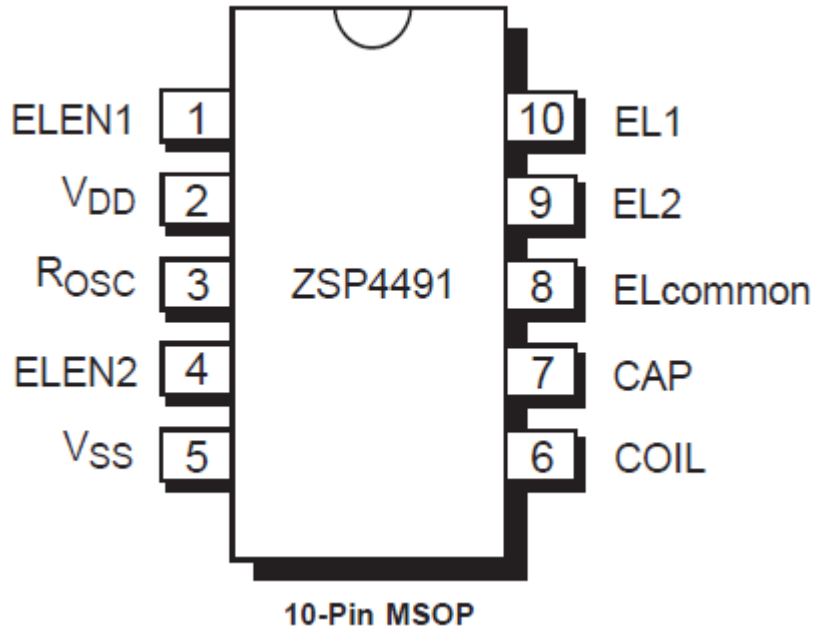 ELEN1 1
VDD 2
ROSC 3
ELEN2 4
VSS 5
ZSP4491
10 EL1
9 EL2
8 ELcommon
7 CAP
6 COIL
10-Pin MSOP